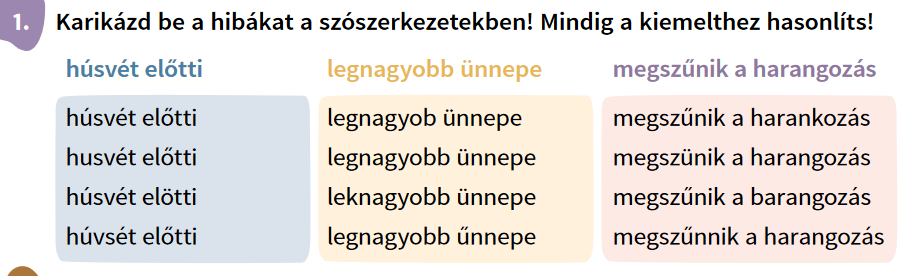 1. Karikázd be a hibákat a szószerkezetekben! Mindig a kiemelthez hasonlíts!
húsvét előtti legnagyobb ünnepe megszűnik a harangozás
húsvét előtti legnagyob ünnepe megszűnik a harankozás
husvét előtti legnagyobb ünnepe megszünik a harangozás
húsvét elötti leknagyobb ünnepe megszűnik a barangozás
húvsét előtti legnagyobb űnnepe megszűnnik a harangozás